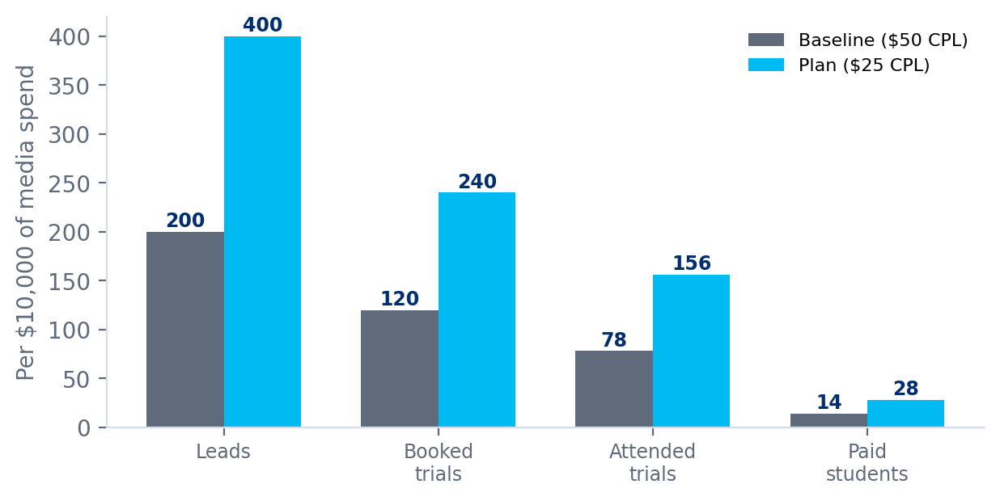 Per $10,000 of media spend
400
350
300
250
200
150
100
50
0
Baseline ($50 CPL)
Plan ($25 CPL)
200
400
120
240
78
156
14
28
Leads
Booked
trials
Attended
trials
Paid
students